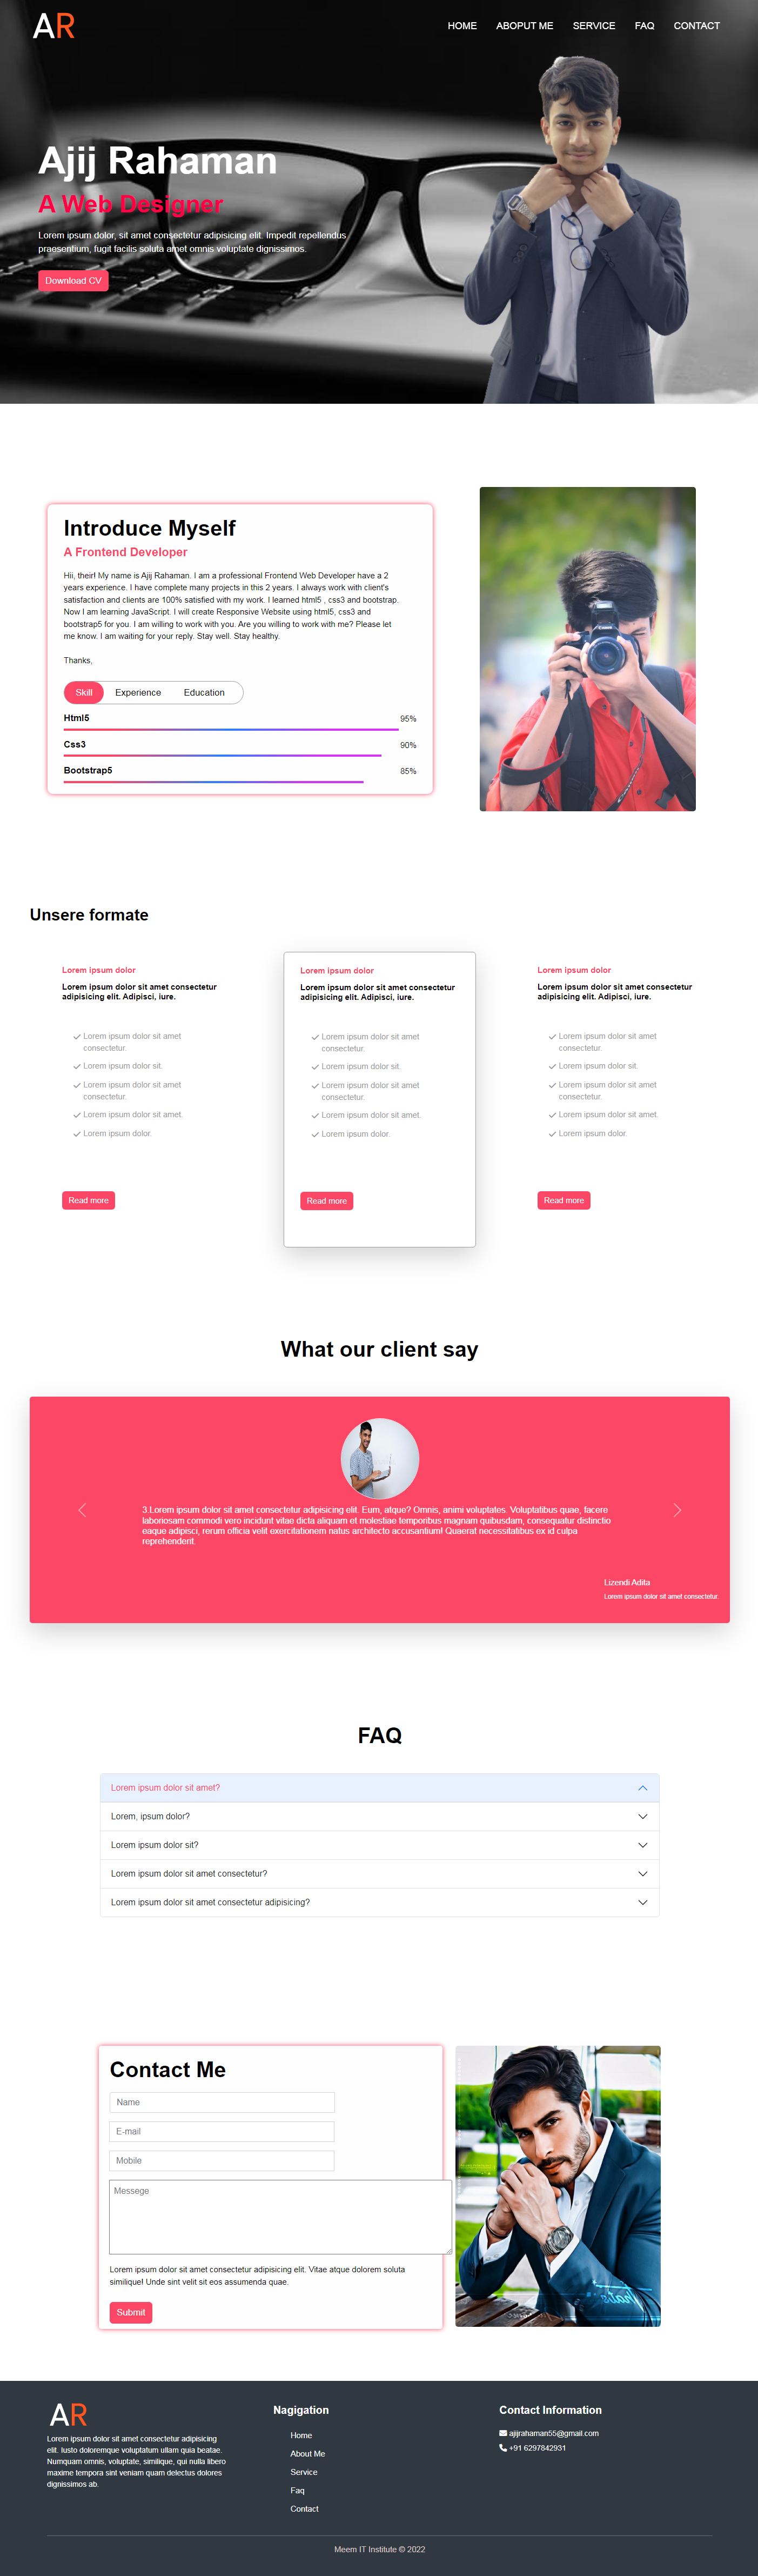 AR
HOME ABOPUT ME SERVICE FAQ CONTACT
Ajij Rahaman
A Web Designer
Lorem ipsum dolor, sit amet consectetur adipisicing elit. Impedit repellendus
praesentium, fugit facilis soluta amet omnis voluptate dignissimos.
Download CV
Introduce Myself
A Frontend Developer
Hii, their! My name is Ajij Rahaman. I am a professional Frontend Web Developer have a 2
years experience. I have complete many projects in this 2 years. I always work with client's
satisfaction and clients are 100% satisfied with my work. I learned html5 , css3 and botstrap.
Now I am learning JavaScript. I will create Responsive Website using html5, css3 and
bootstrap5 for you. I am willing to work with you. Are you willing to work with me? Please let
me know. I am waiting for your reply. Stay well. Stay healthy.
Thanks,
Skill Experience Education
Html5 95%
Css3 90%
Bootstrap5 85%
Unsere formate
Lorem ipsum dolor
Lorem ipsum dolor sit amet consectetur
adipisicing elit. Adipisci, iure.
Lorem ipsum dolor sit amet
consectetur.
Lorem ipsum dolor sit.
Lorem ipsum dolor sit amet
consectetur.
Lorem ipsum dolor sit amet.
Lorem ipsum dolor.
Read more
Lorem ipsum dolor
Lorem ipsum dolor sit amet consectetur
adipisicing elit. Adipisci, iure.
Lorem ipsum dolor sit amet
consectetur.
Lorem ipsum dolor sit.
Lorem ipsum dolor sit amet
consectetur.
Lorem ipsum dolor sit amet.
Lorem ipsum dolor.
Read more
Lorem ipsum dolor
Lorem ipsum dolor sit amet consectetur
adipisicing elit. Adipisci, iure.
Lorem ipsum dolor sit amet
consectetur.
Lorem ipsum dolor sit.
Lorem ipsum dolor sit amet
consectetur.
Lorem ipsum dolor sit amet.
Lorem ipsum dolor.
Read more
What our client say
3.Lorem ipsum dolor sit amet consectetur adipisicing elit. Eum, atque? Omnis, animi voluptates. Voluptatibus quae, facere
laboriosam commodi vero incidunt vitae dicta aliquam et molestiae temporibus magnam quibusdam, consequatur distinctio
eaque adipisci, rerum officia velit exercitationem natus architecto accusantium! Quaerat necessitatibus ex id culpa
reprehenderit.
Lizendi Adita
Lorem ipsum dolor sit amet consectetur.
FAQ
Lorem ipsum dolor sit amet?
Lorem, ipsum dolor?
Lorem ipsum dolor sit?
Lorem ipsum dolor sit amet consectetur?
Lorem ipsum dolor sit amet consectetur adipisicing?
Contact Me
Name
E-mail
Mobile
Messege
Lorem ipsum dolor sit amet consectetur adipisicing elit. Vitae atque dolorem soluta
similique! Unde sint velit sit eos assumenda quae.
Submit
AR
Lorem ipsum dolor sit amet consectetur adipisicing
elit. Iusto doloremque voluptatum ullam quia beatae.
Numquam omnis, voluptate, similique, qui nulla libero
maxime tempora sint veniam quam delectus dolores
dignissimos ab.
Nagigation
Home
About Me
Service
Faq
Contact
Contact Information
ajijrahaman55@gmail.com
+91 6297842931
Meem IT Institute © 2022